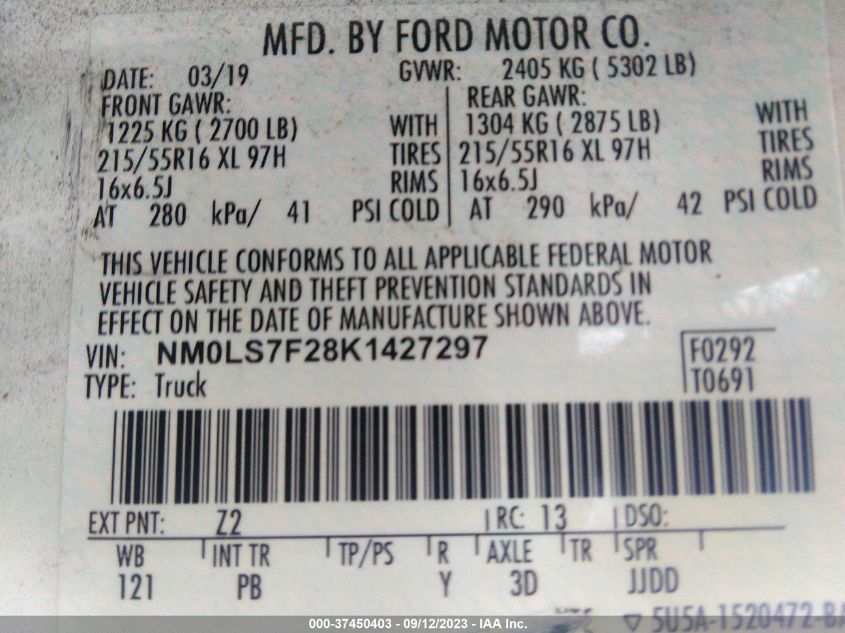 MFD. BY FORD MOTOR CO.
DATE: 03/19 GVWR: 2405 KG ( 5302 LB)
FRONT GAWR: REAR GAWR:
1225 KG ( 2700 LB) WITH 1304 KG ( 2875 LB) WITH
215/55R16 XL 97H TIRES 215/55R16 XL 97H TIRES
16x6.5J RIMS 16x6.5J RIMS
AT 280 kPa/ 41 PSI COLD AT 290 kPa/ 42 PSI COLD
THIS VEHICLE CONFORMS TO ALL APPLICABLE FEDERAL MOTOR
VEHICLE SAFETY AND THEFT PREVENTION STANDARDS IN
EFFECT ON THE DATE OF MANUFACTURE SHOWN ABOVE.
VIN: NM0LS7F28K1427297 F0292
TYPE: Truck T0691
EXT PNT: Z2 RC: 13 DSO:
WB INT TR TP/PS R AXLE TR SPR
121 PB Y 3D JJDD
5U5A-1520472-BA
000-37450403 - 09/12/2023 - IAA Inc.